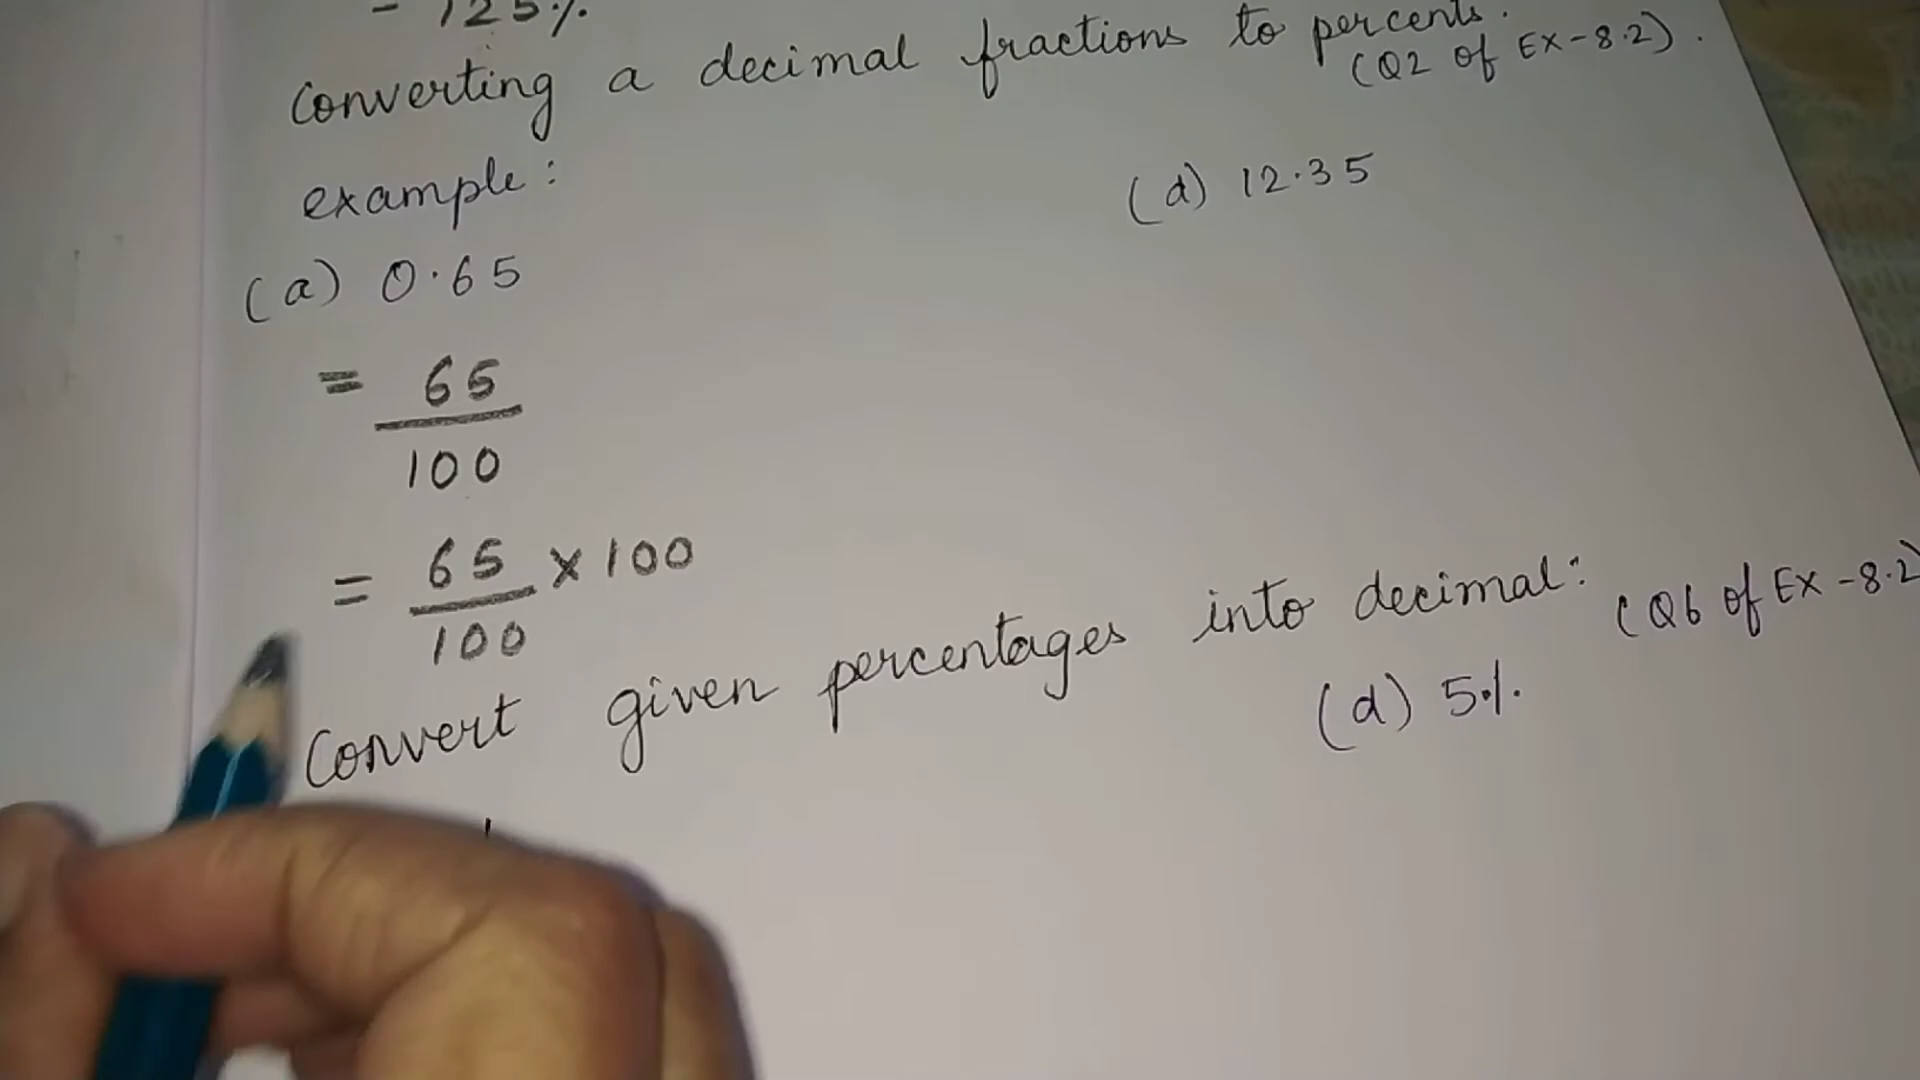 = 125%
Converting a decimal fractions to percents.
(Q2 of Ex-8.2).
example:
(a) 0.65
(d) 12.35
= 65
100
= 65 × 100
100
Convert given percentages into decimal:
(Q6 of Ex-8.2)
(d) 5%